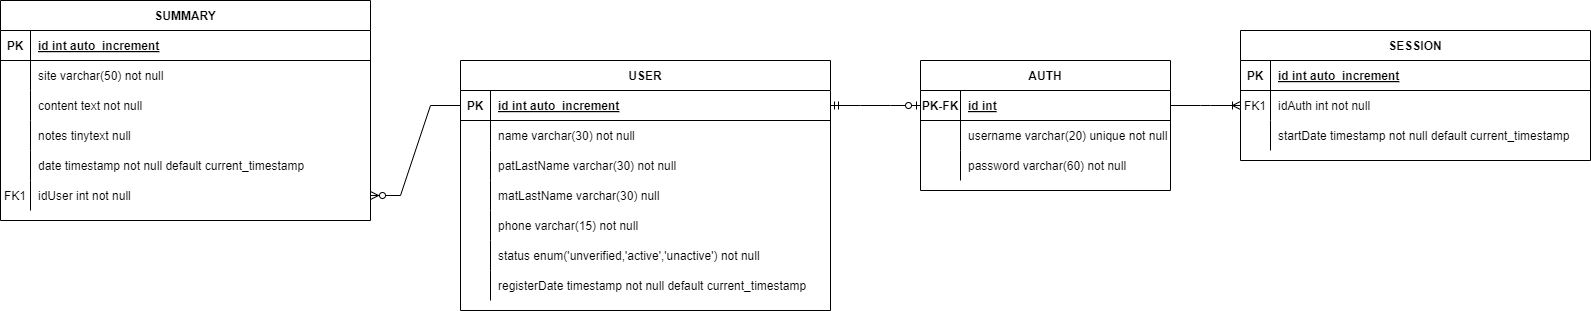 SUMMARY
PK id int auto_increment
site varchar(50) not null
content text not null
notes tinytext null
date timestamp not null default current_timestamp
FK1 idUser int not null
USER
PK id int auto_increment
name varchar(30) not null
patLastName varchar(30) not null
matLastName varchar(30) null
phone varchar(15) not null
status enum('unverified,'active','unactive') not null
registerDate timestamp not null default current_timestamp
AUTH
PK-FK id int
username varchar(20) unique not null
password varchar(60) not null
SESSION
PK id int auto_increment
FK1 idAuth int not null
startDate timestamp not null default current_timestamp